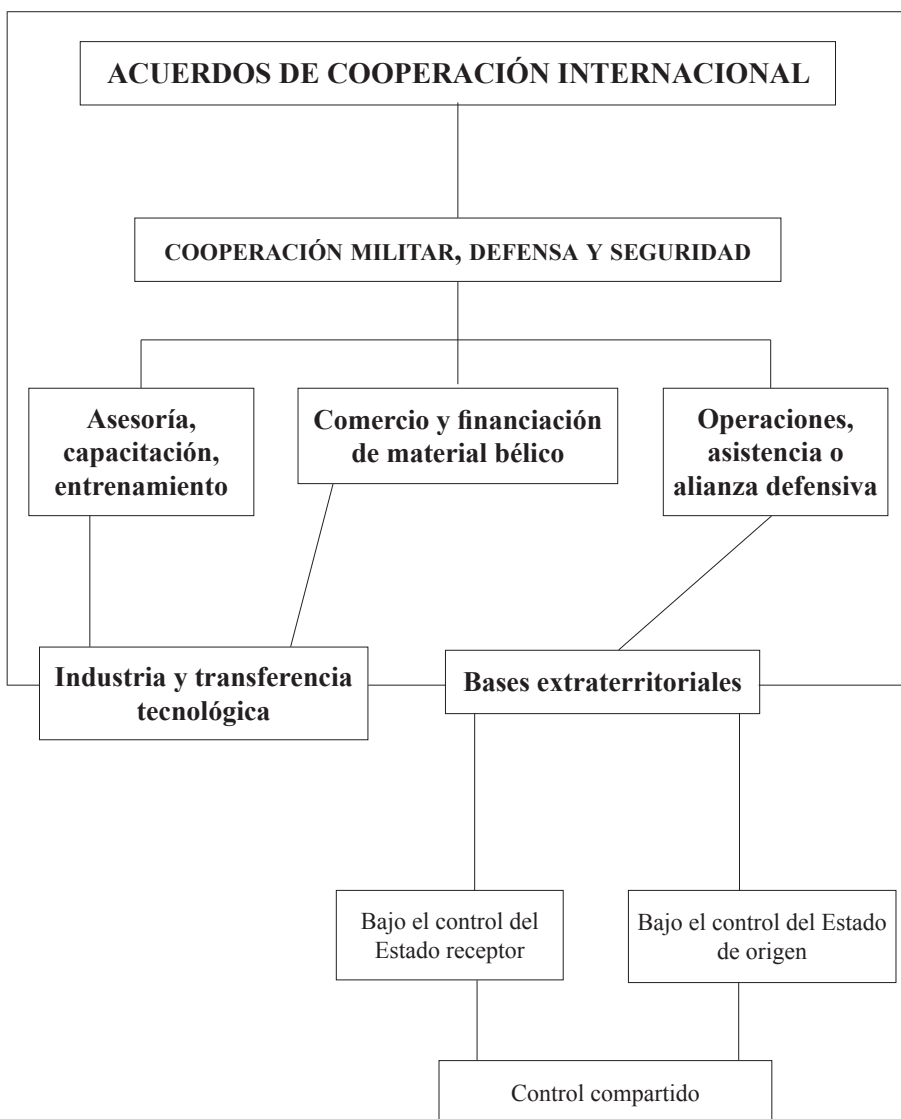 ACUERDOS DE COOPERACIÓN INTERNACIONAL
COOPERACIÓN MILITAR, DEFENSA Y SEGURIDAD
Asesoría,
capacitación,
entrenamiento
Comercio y financiación
de material bélico
Operaciones,
asistencia o
alianza defensiva
Industria y transferencia
tecnológica
Bases extraterritoriales
Bajo el control del
Estado receptor
Bajo el control del Estado
de origen
Control compartido